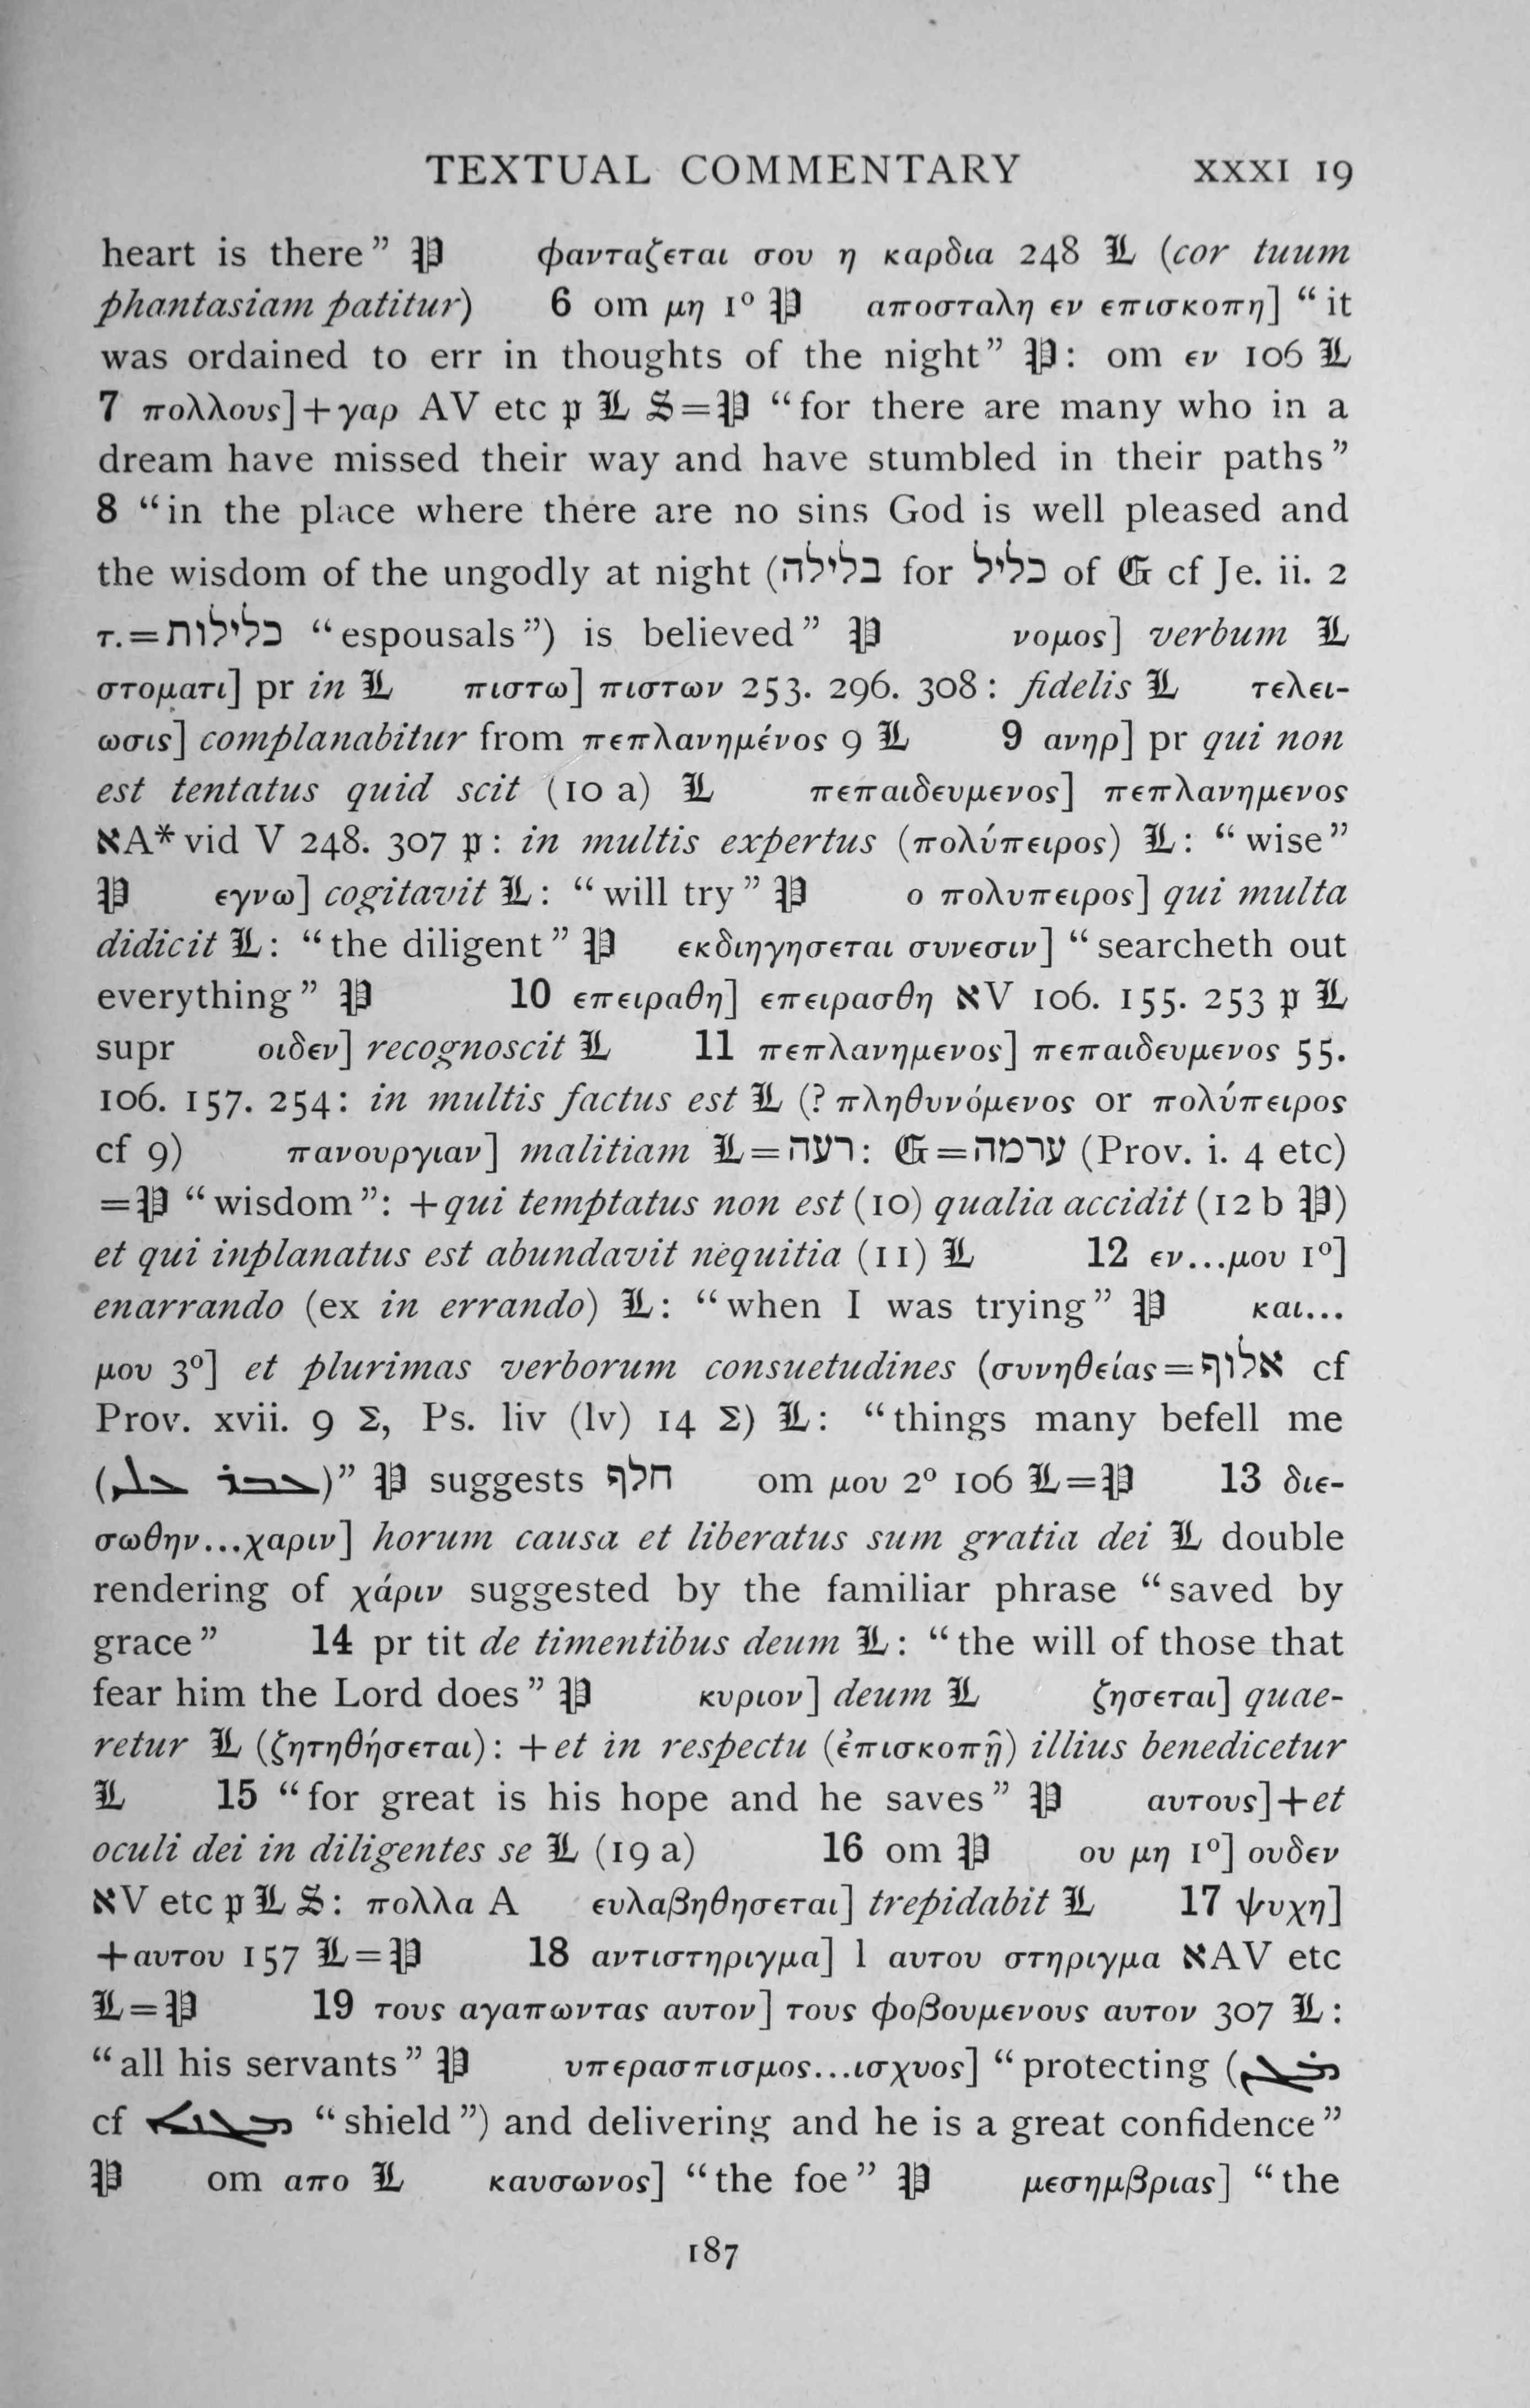 TEXTUAL COMMENTARY XXXI 19
heart is there” 𝔓 φανταζεται σου η καρδια 248 𝕷 (cor tuum
phantasiam patitur) 6 om μη 1⁰ 𝔓 αποσταλη εν επισκοπη] “it
was ordained to err in thoughts of the night” 𝔓: om εν 106 𝕷
7 πολλους]+γαρ AV etc 𝔭 𝕷 𝕾=𝔓 “for there are many who in a
dream have missed their way and have stumbled in their paths”
8 “in the place where there are no sins God is well pleased and
the wisdom of the ungodly at night (בלילה for כליל of 𝕲 cf Je. ii. 2
τ.=כלילות “espousals”) is believed” 𝔓 νομος] verbum 𝕷
στοματι] pr in 𝕷 πιστω] πιστων 253. 296. 308: fidelis 𝕷 τελει-
ωσις] complanabitur from πεπλανημένος 9 𝕷 9 ανηρ] pr qui non
est tentatus quid scit (10 a) 𝕷 πεπαιδευμενος] πεπλανημενος
אA* vid V 248. 307 𝔭: in multis expertus (πολύπειρος) 𝕷: “wise”
𝔓 εγνω] cogitavit 𝕷: “will try” 𝔓 ο πολυπειρος] qui multa
didicit 𝕷: “the diligent” 𝔓 εκδιηγησεται συνεσιν] “searcheth out
everything” 𝔓 10 επειραθη] επειρασθη אV 106. 155. 253 𝔭 𝕷
supr οιδεν] recognoscit 𝕷 11 πεπλανημενος] πεπαιδευμενος 55.
106. 157. 254: in multis factus est 𝕷 (? πληθυνόμενος or πολύπειρος
cf 9) πανουργιαν] malitiam 𝕷=רעה: 𝕲=ערמה (Prov. i. 4 etc)
=𝔓 “wisdom”: +qui temptatus non est (10) qualia accidit (12 b 𝔓)
et qui inplanatus est abundavit nequitia (11) 𝕷 12 εν...μου 1⁰]
enarrando (ex in errando) 𝕷: “when I was trying” 𝔓 και...
μου 3⁰] et plurimas verborum consuetudines (συνηθείας=אלוף cf
Prov. xvii. 9 Σ, Ps. liv (lv) 14 Σ) 𝕷: “things many befell me
(ܥܒܪ̈ ܥܠܝ)” 𝔓 suggests חלף om μου 2⁰ 106 𝕷=𝔓 13 διε-
σωθην...χαριν] horum causa et liberatus sum gratia dei 𝕷 double
rendering of χάριν suggested by the familiar phrase “saved by
grace” 14 pr tit de timentibus deum 𝕷: “the will of those that
fear him the Lord does” 𝔓 κυριον] deum 𝕷 ζησεται] quae-
retur 𝕷 (ζητηθήσεται): +et in respectu (ἐπισκοπῇ) illius benedicetur
𝕷 15 “for great is his hope and he saves” 𝔓 αυτους]+et
oculi dei in diligentes se 𝕷 (19 a) 16 om 𝔓 ου μη 1⁰] ουδεν
אV etc 𝔭 𝕷 𝕾: πολλα A ευλαβηθησεται] trepidabit 𝕷 17 ψυχη]
+αυτου 157 𝕷=𝔓 18 αντιστηριγμα] l αυτου στηριγμα אAV etc
𝕷=𝔓 19 τους αγαπωντας αυτον] τους φοβουμενους αυτον 307 𝕷:
“all his servants” 𝔓 υπερασπισμος...ισχυος] “protecting (
cf “shield”) and delivering and he is a great confidence”
𝔓 om απο 𝕷 καυσωνος] “the foe” 𝔓 μεσημβριας] “the
187